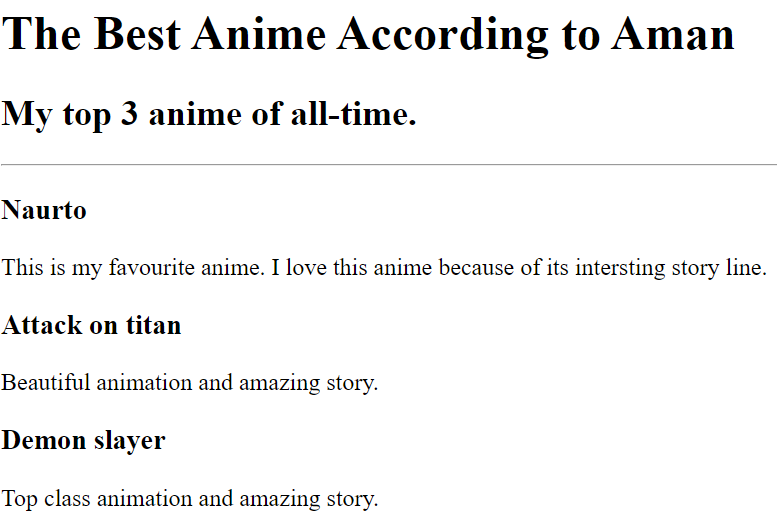 The Best Anime According to Aman
My top 3 anime of all-time.
Naurto
This is my favourite anime. I love this anime because of its intersting story line.
Attack on titan
Beautiful animation and amazing story.
Demon slayer
Top class animation and amazing story.